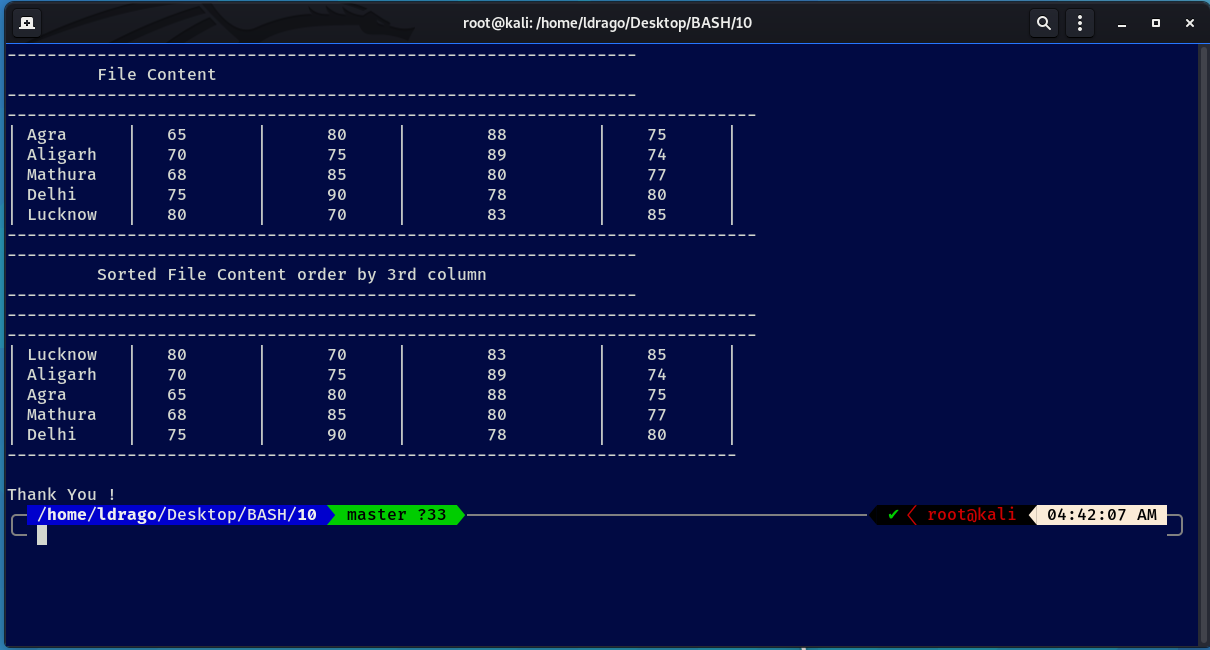 root@kali: /home/ldrago/Desktop/BASH/10
---------------------------------------------------------------
File Content
---------------------------------------------------------------
---------------------------------------------------------------------------
| Agra | 65 | 80 | 88 | 75 |
| Aligarh | 70 | 75 | 89 | 74 |
| Mathura | 68 | 85 | 80 | 77 |
| Delhi | 75 | 90 | 78 | 80 |
| Lucknow | 80 | 70 | 83 | 85 |
---------------------------------------------------------------------------
---------------------------------------------------------------
Sorted File Content order by 3rd column
---------------------------------------------------------------
---------------------------------------------------------------------------
---------------------------------------------------------------------------
| Lucknow | 80 | 70 | 83 | 85 |
| Aligarh | 70 | 75 | 89 | 74 |
| Agra | 65 | 80 | 88 | 75 |
| Mathura | 68 | 85 | 80 | 77 |
| Delhi | 75 | 90 | 78 | 80 |
-------------------------------------------------------------------------
Thank You !
/home/ldrago/Desktop/BASH/10 master ?33 ✔ root@kali 04:42:07 AM